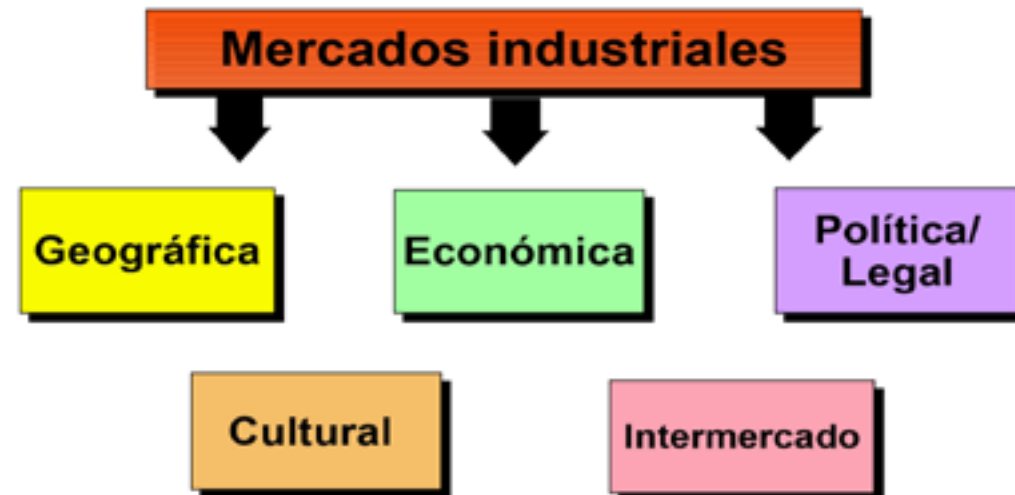 Mercados industriales
Geográfica
Económica
Política/
Legal
Cultural
Intermercado